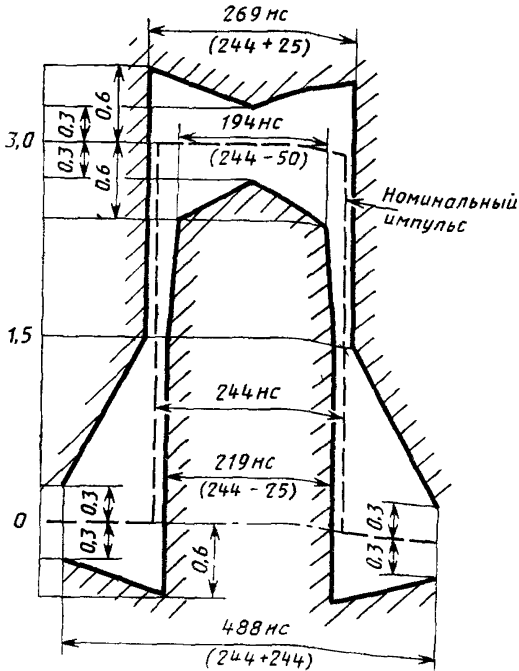 269 нс
(244 + 25)
0,6
0,3
194 нс
3,0
(244 – 50)
0,3
0,6
Номинальный
импульс
1,5
244 нс
219 нс
(244 – 25)
0,3
0,3
0
0,3
0,3
0,6
488 нс
(244 + 244)